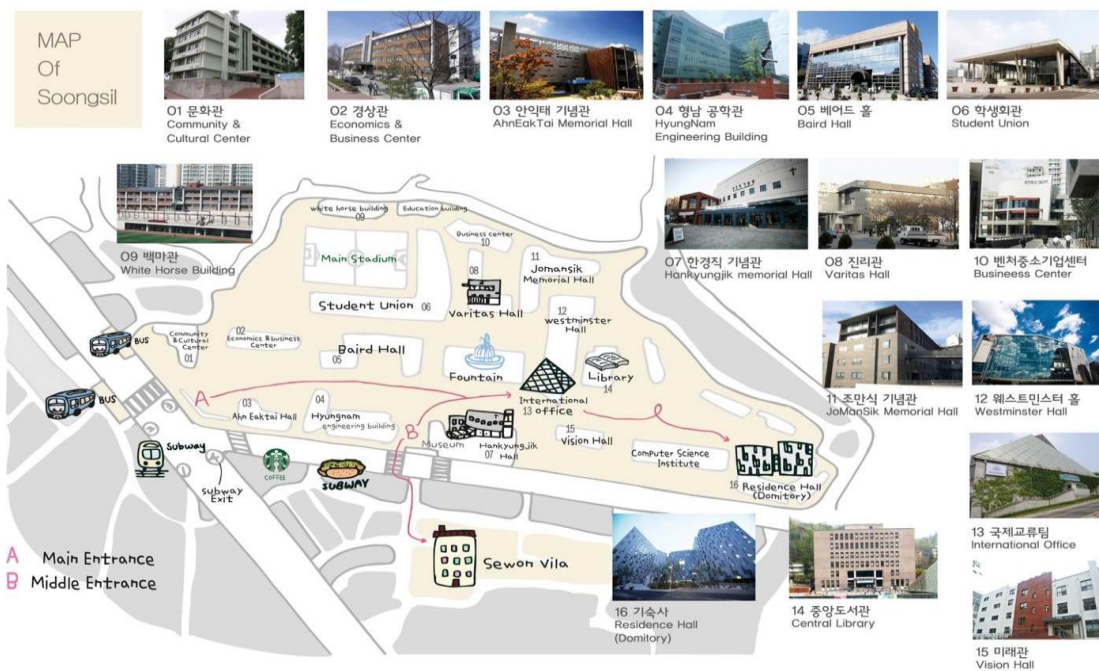 MAP
Of
Soongsil
01 문화관
Community &
Cultural Center
02 경상관
Economics &
Business Center
03 안익태 기념관
AhnEakTai Memorial Hall
04 형남 공학관
HyungNam
Engineering Building
05 베어드 홀
Baird Hall
06 학생회관
Student Union
07 한경직 기념관
Hankyungjik memorial Hall
08 진리관
Varitas Hall
10 벤처중소기업센터
Busineess Center
09 백마관
White Horse Building
white horse building
09
Education building
Business center
10
Main Stadium
08
Varitas Hall
11
Jomansik
Memorial Hall
Student Union 06
12
westminster
Hall
BUS
Community
& Cultural
Center
01
02
Economics & business
Center
Baird Hall
05
Fountain
International
office
13
Library
14
11 조만식 기념관
JoManSik Memorial Hall
12 웨스트민스터 홀
Westminster Hall
BUS
A
03
Ahn Eaktai Hall
04
Hyungnam
engineering building
B
Museum
Hankyungjik
Hall
07
15
Vision Hall
Computer Science
Institute
16 Residence Hall
(Domitory)
Subway
Subway
Exit
COFFEE
SUBWAY
Sewon Vila
A Main Entrance
B Middle Entrance
16 기숙사
Residence Hall
(Domitory)
14 중앙도서관
Central Library
13 국제교류팀
International Office
15 미래관
Vision Hall